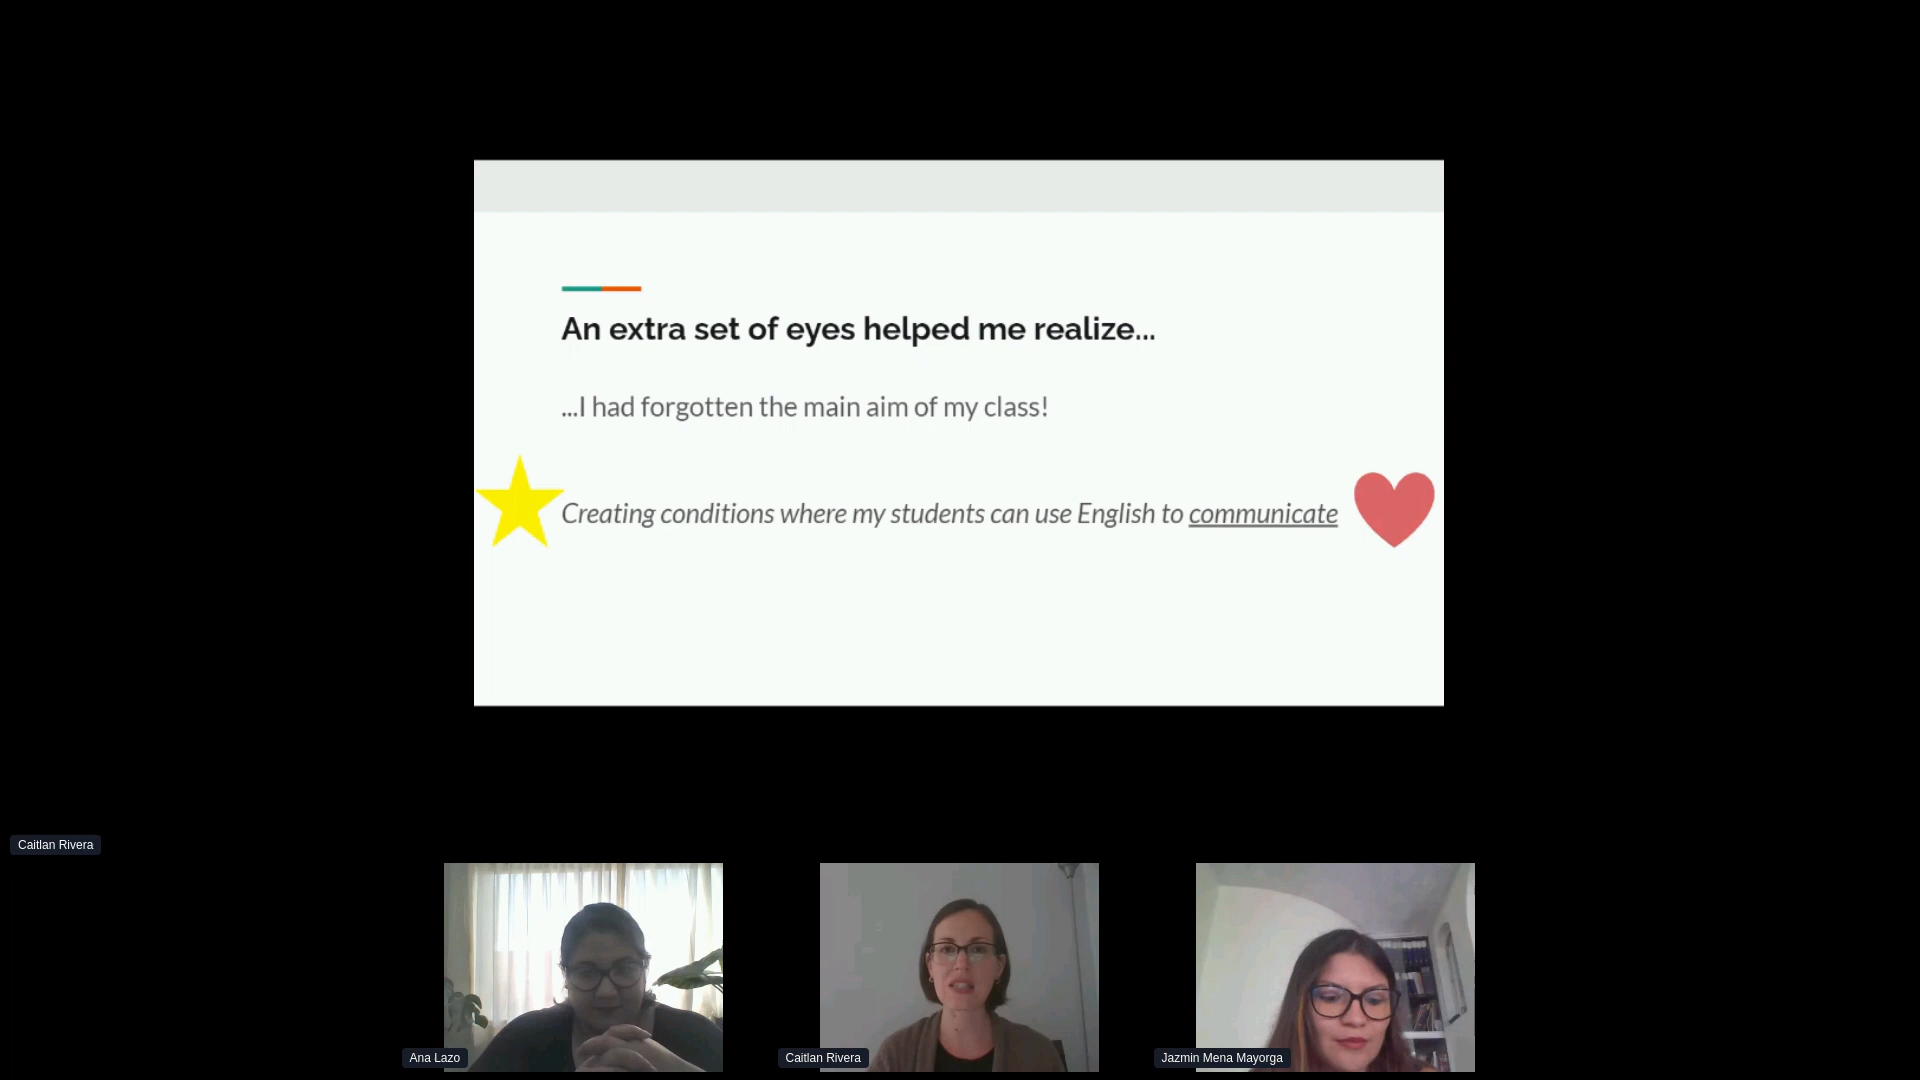 An extra set of eyes helped me realize...
...I had forgotten the main aim of my class!
Creating conditions where my students can use English to communicate
Caitlan Rivera
Ana Lazo
Caitlan Rivera
Jazmin Mena Mayorga